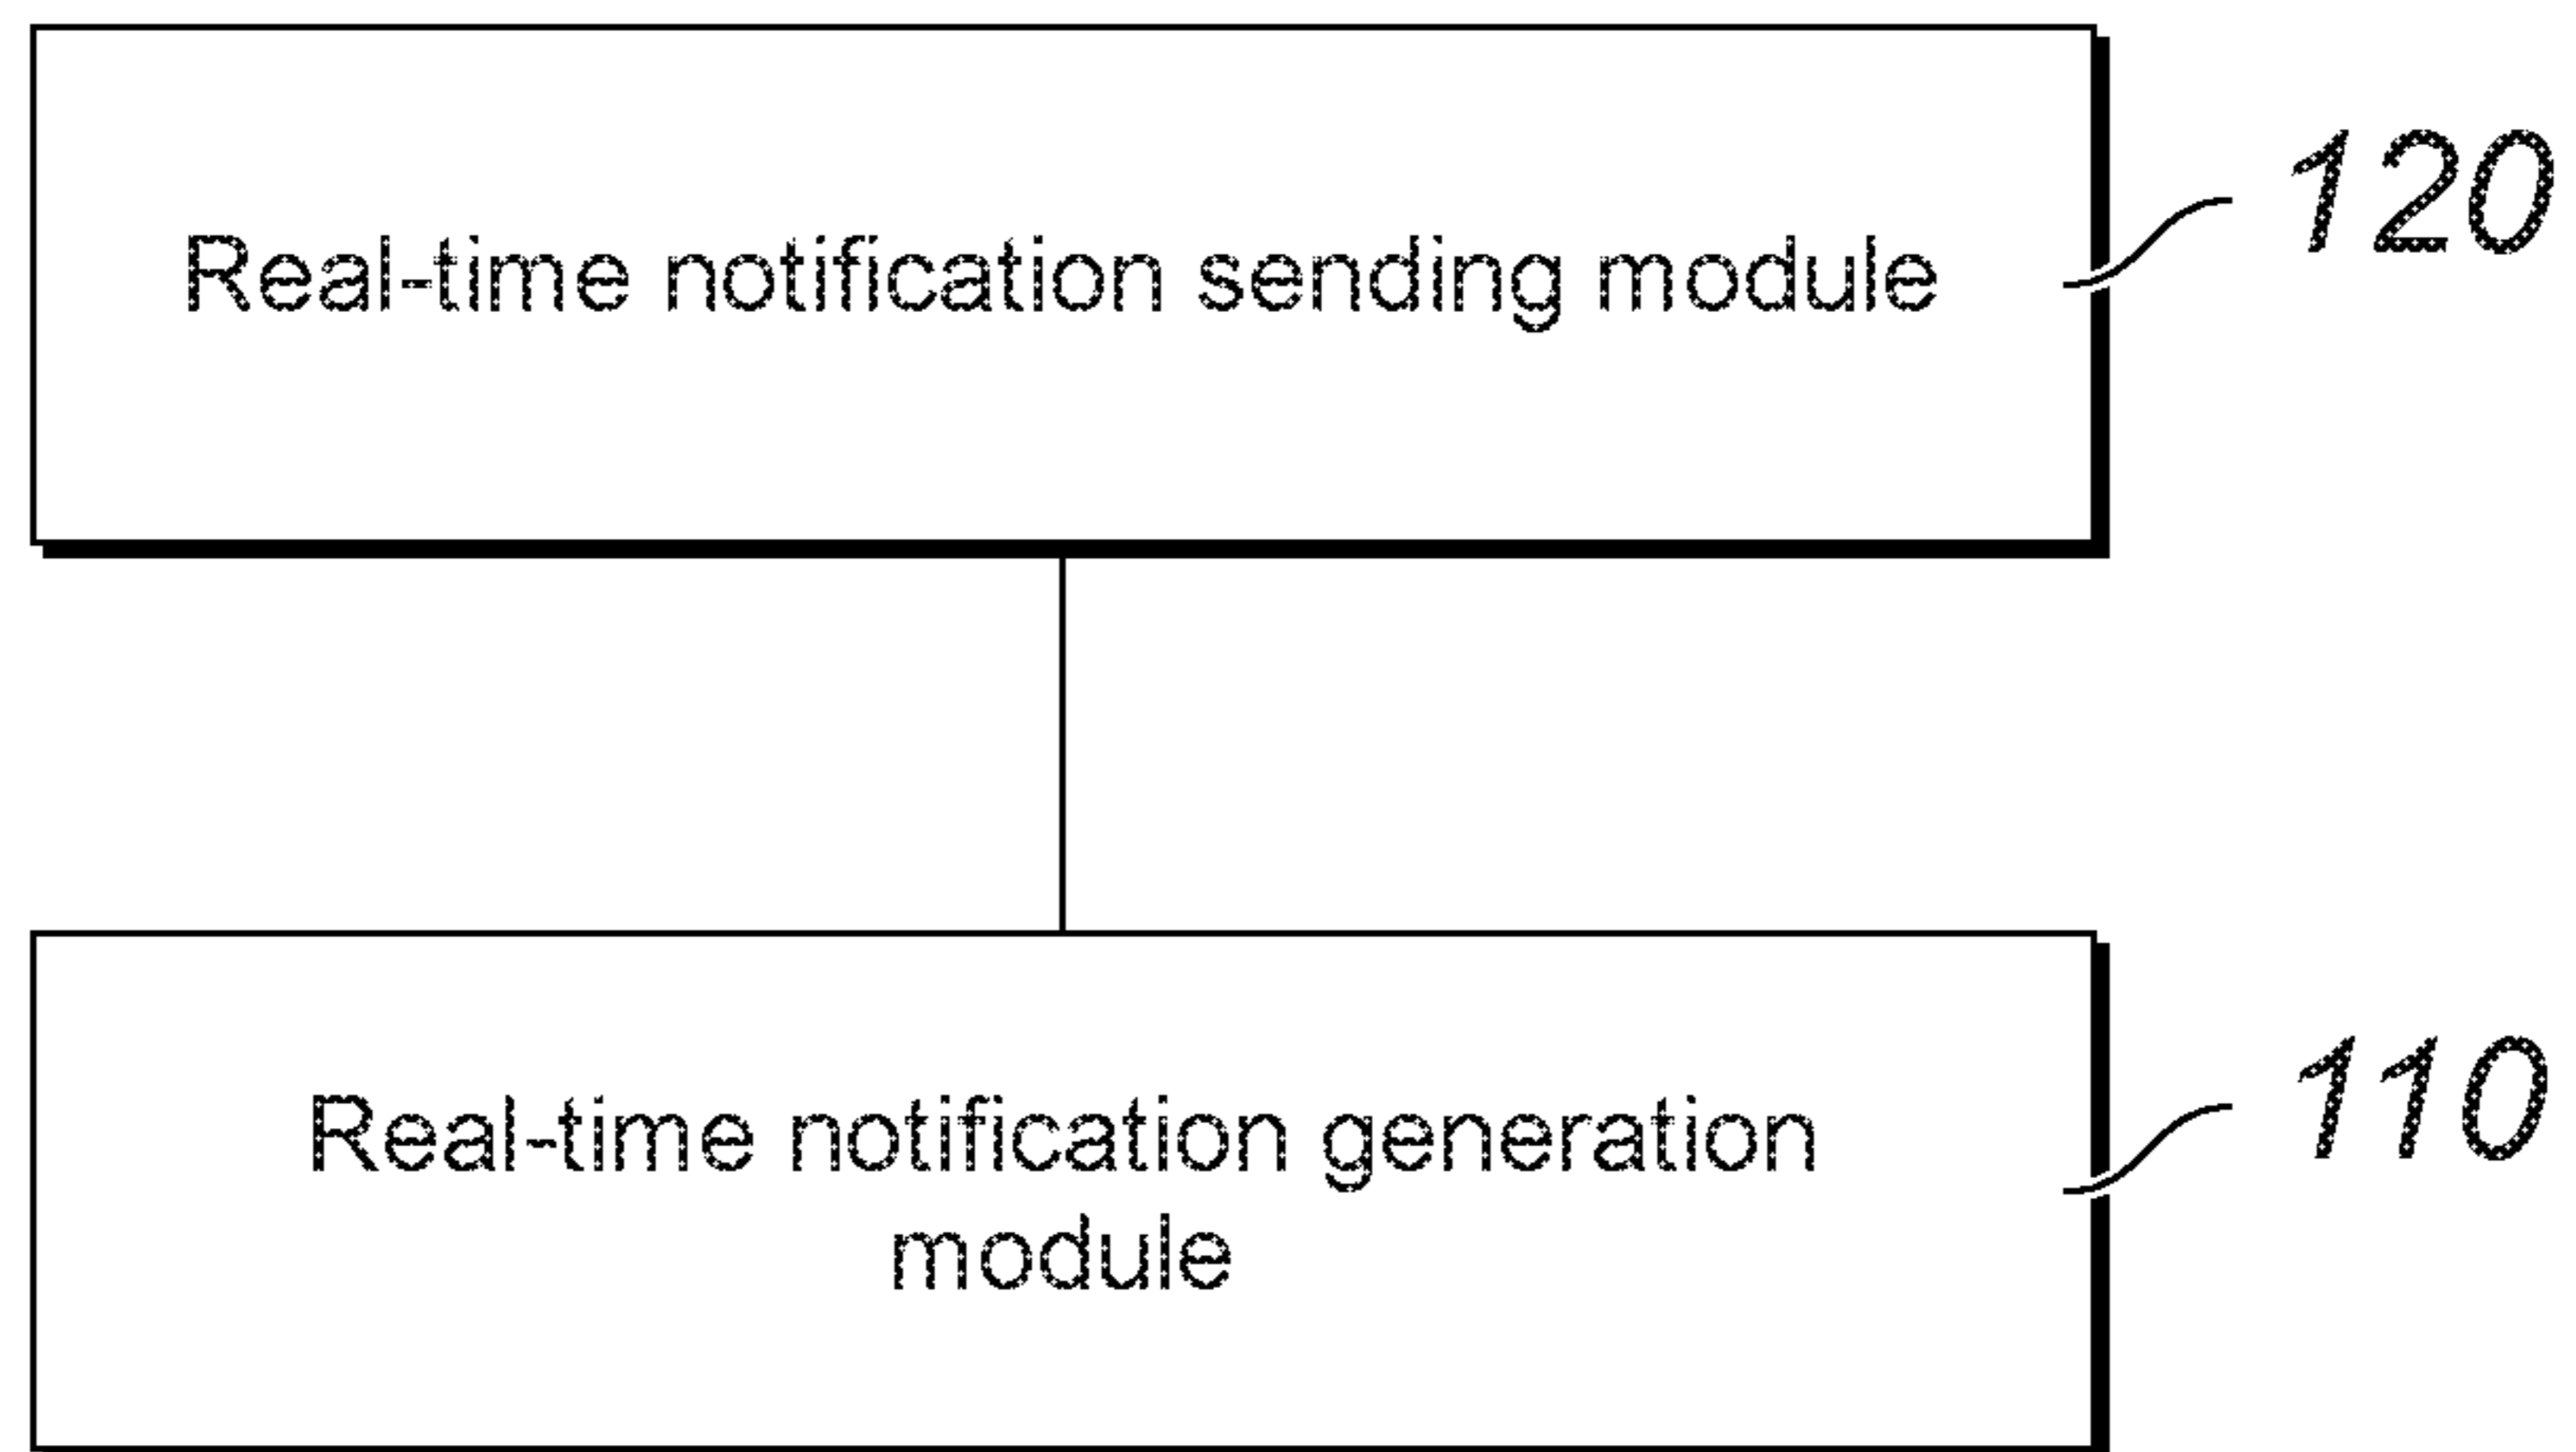 Real-time notification sending module
120
Real-time notification generation
module
110